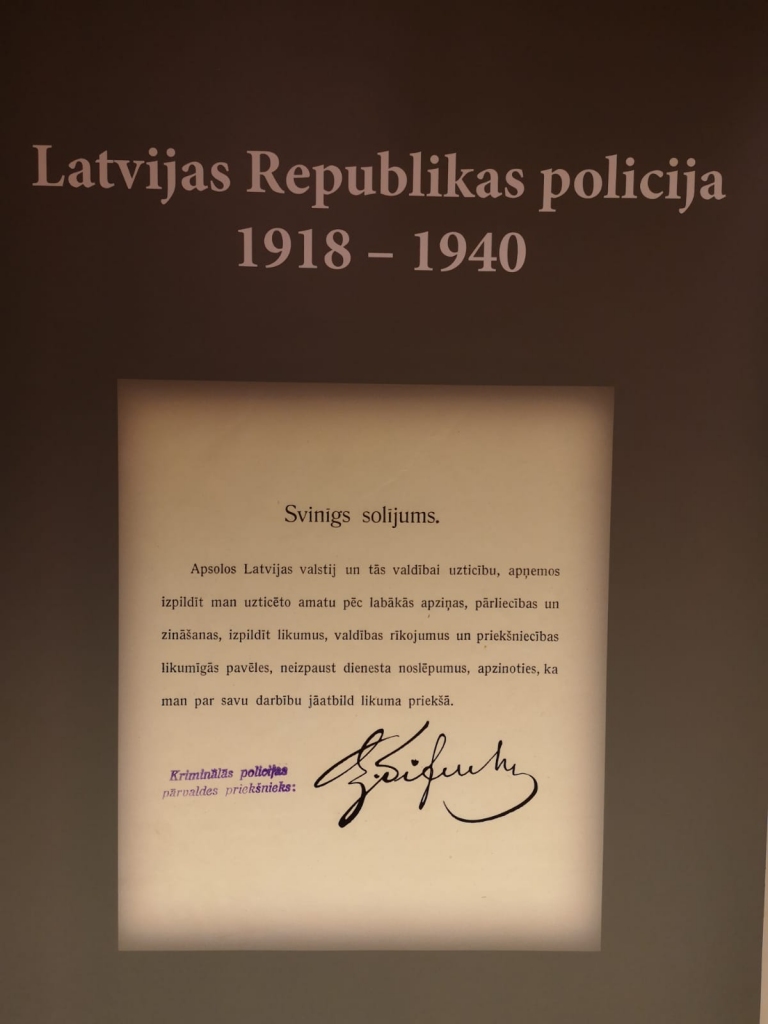 Latvijas Republikas policija
1918 – 1940
Svinīgs solījums.
Apsolos Latvijas valstij un tās valdībai uzticību, apņemos
izpildīt man uzticēto amatu pēc labākās apziņas, pārliecības un
zināšanas, izpildīt likumus, valdības rīkojumus un priekšniecības
likumīgās pavēles, neizpaust dienesta noslēpumus, apzinoties, ka
man par savu darbību jāatbild likuma priekšā.
Kriminālās policijas
pārvaldes priekšnieks: